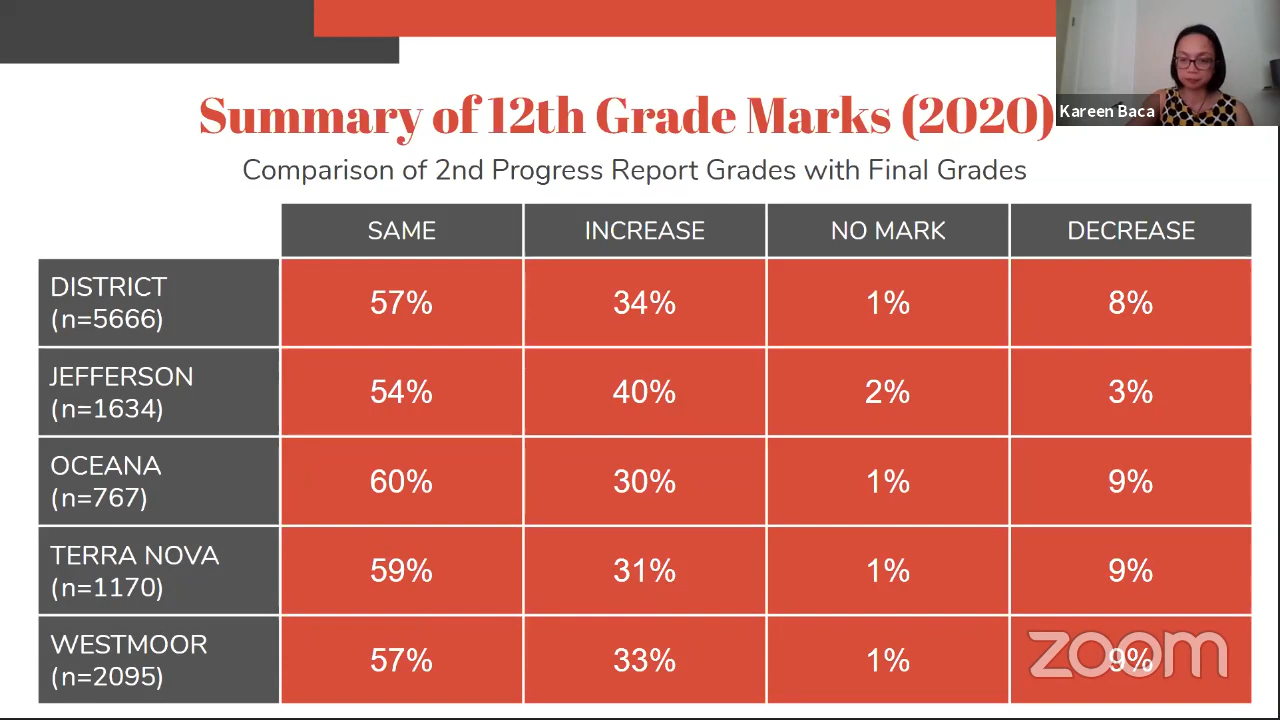 Summary of 12th Grade Marks (2020)
Kareen Baca
Comparison of 2nd Progress Report Grades with Final Grades
SAME INCREASE NO MARK DECREASE
DISTRICT
(n=5666)
57% 34% 1% 8%
JEFFERSON
(n=1634)
54% 40% 2% 3%
OCEANA
(n=767)
60% 30% 1% 9%
TERRA NOVA
(n=1170)
59% 31% 1% 9%
WESTMOOR
(n=2095)
57% 33% 1% 9%
zoom